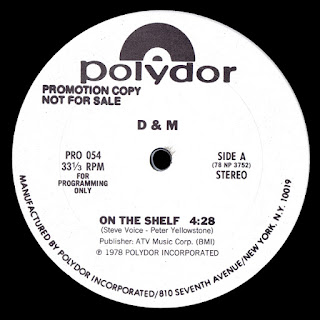 polydor
PROMOTION COPY
NOT FOR SALE
D & M
PRO 054
33⅓ RPM
FOR
PROGRAMMING
ONLY
SIDE A
(78 NP 3752)
STEREO
ON THE SHELF 4:28
(Steve Voice - Peter Yellowstone)
Publisher: ATV Music Corp. (BMI)
℗ 1978 POLYDOR INCORPORATED
MANUFACTURED BY POLYDOR INCORPORATED/810 SEVENTH AVENUE/NEW YORK, N.Y. 10019